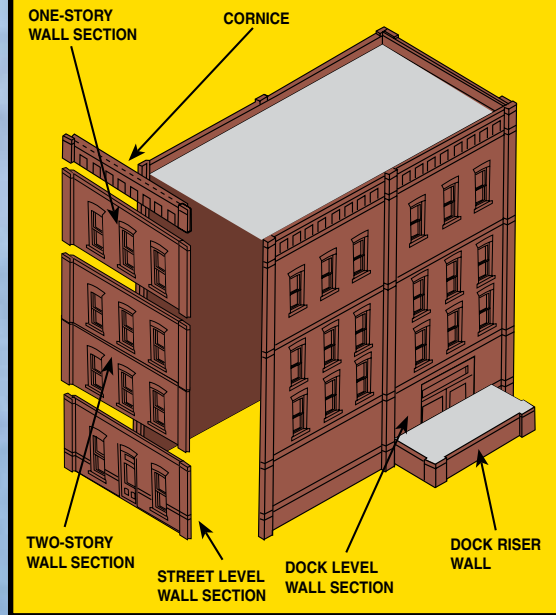 ONE-STORY
WALL SECTION
CORNICE
TWO-STORY
WALL SECTION
STREET LEVEL
WALL SECTION
DOCK LEVEL
WALL SECTION
DOCK RISER
WALL